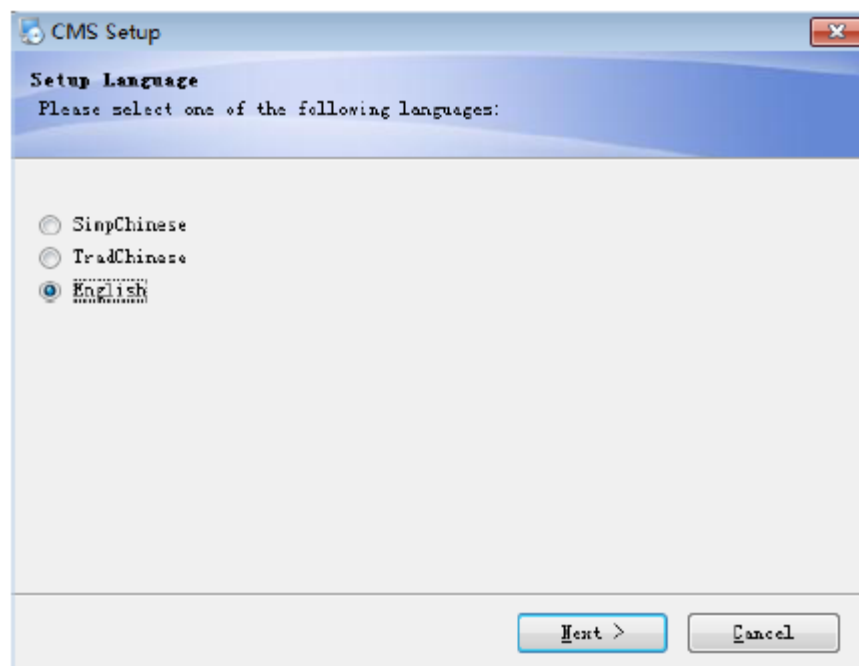 CMS Setup
Setup Language
Please select one of the following languages:
SimpChinese
TradChinese
English
Next >
Cancel